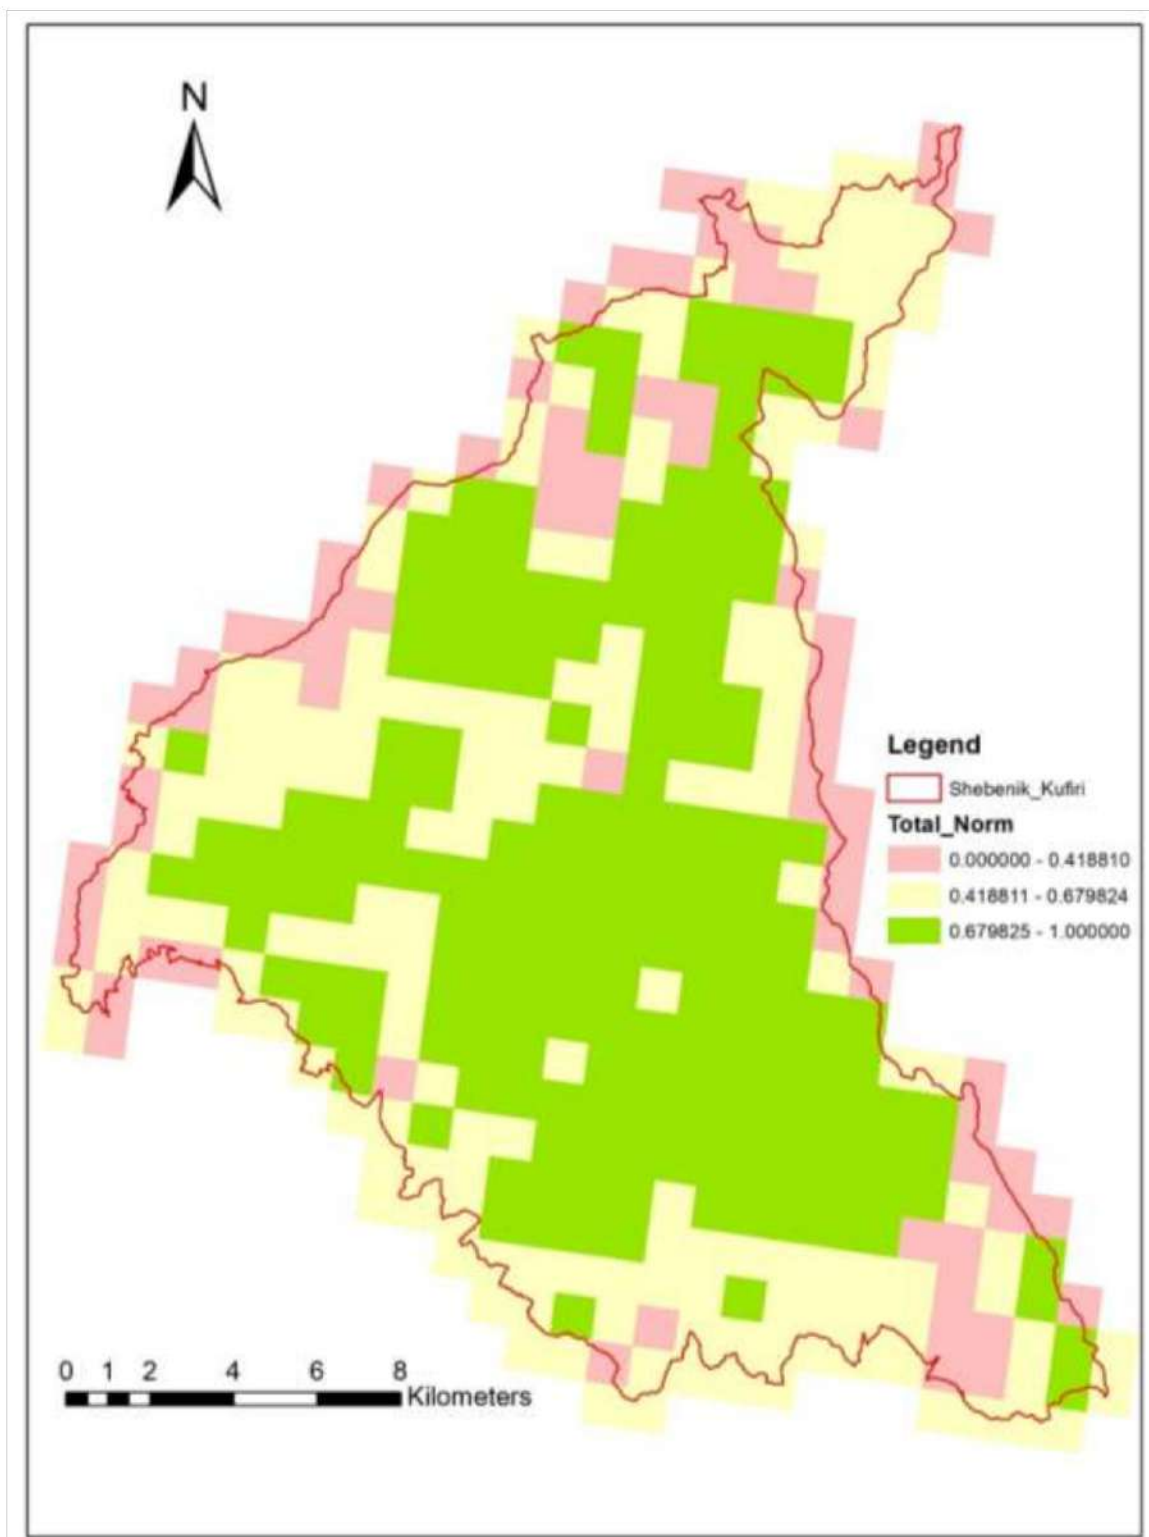 N
Legend
Shebenik_Kufiri
Total_Norm
0.000000 - 0.418810
0.418811 - 0.679824
0.679825 - 1.000000
0 1 2 4 6 8
Kilometers